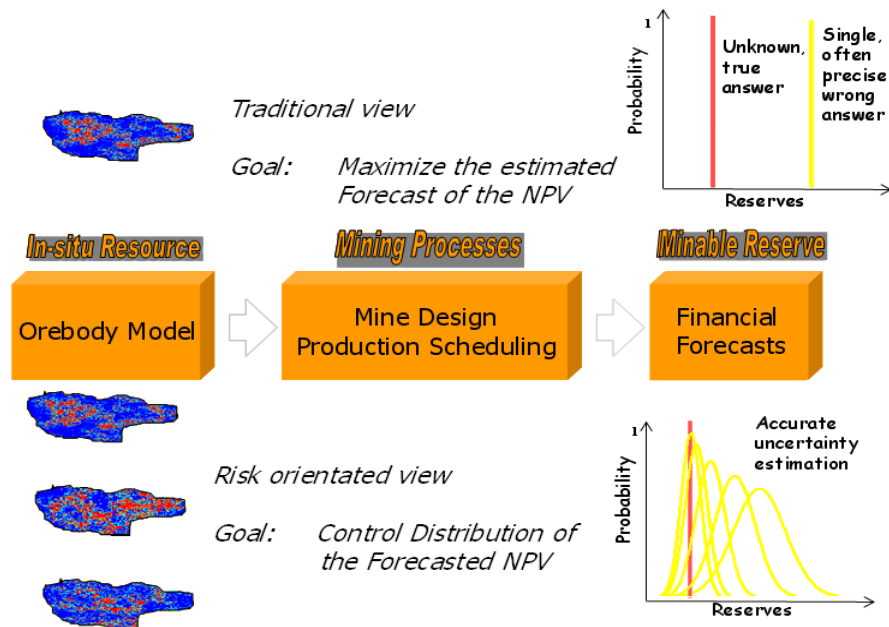 1
Unknown,
true
answer
Single,
often
precise
wrong
answer
Probability
Reserves
Traditional view
Goal: Maximize the estimated
Forecast of the NPV
In-situ Resource
Mining Processes
Minable Reserve
Orebody Model
Mine Design
Production Scheduling
Financial
Forecasts
Risk orientated view
Goal: Control Distribution of
the Forecasted NPV
1
Accurate
uncertainty
estimation
Probability
Reserves